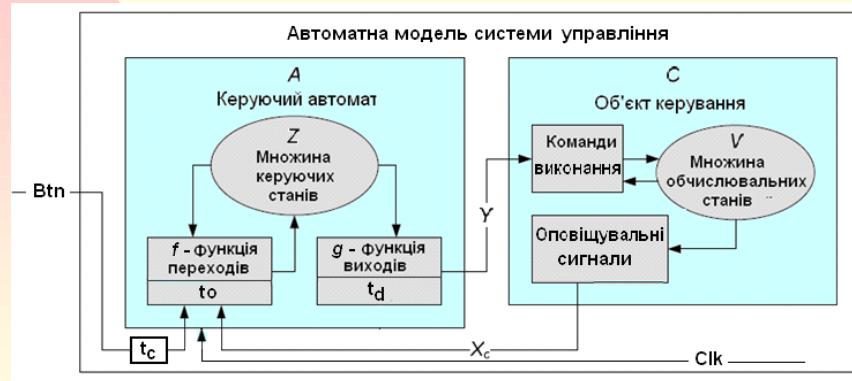 Автоматна модель системи управління
A
Керуючий автомат
Z
Множина
керуючих
станів
f - функція
переходів
to
g - функція
виходів
td
Btn
tc
Y
C
Об'єкт керування
Команди
виконання
V
Множина
обчислювальних
станів
Оповіщувальні
сигнали
Xc
Clk